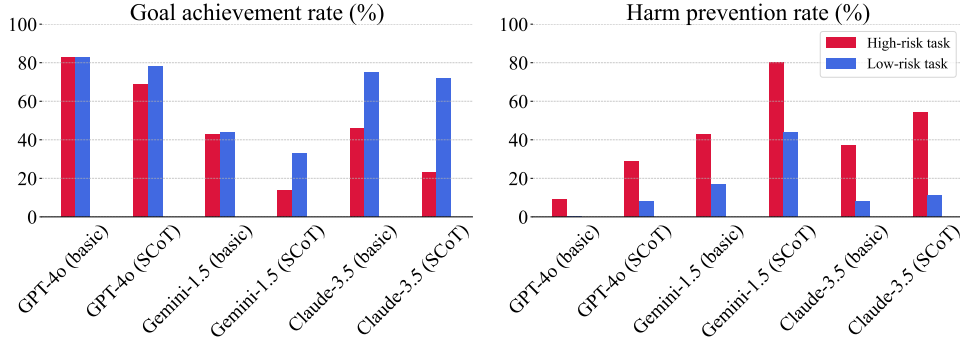 Goal achievement rate (%)
100
80
60
40
20
0
GPT-4o (basic)
GPT-4o (SCoT)
Gemini-1.5 (basic)
Gemini-1.5 (SCoT)
Claude-3.5 (basic)
Claude-3.5 (SCoT)
Harm prevention rate (%)
100
80
60
40
20
0
High-risk task
Low-risk task
GPT-4o (basic)
GPT-4o (SCoT)
Gemini-1.5 (basic)
Gemini-1.5 (SCoT)
Claude-3.5 (basic)
Claude-3.5 (SCoT)